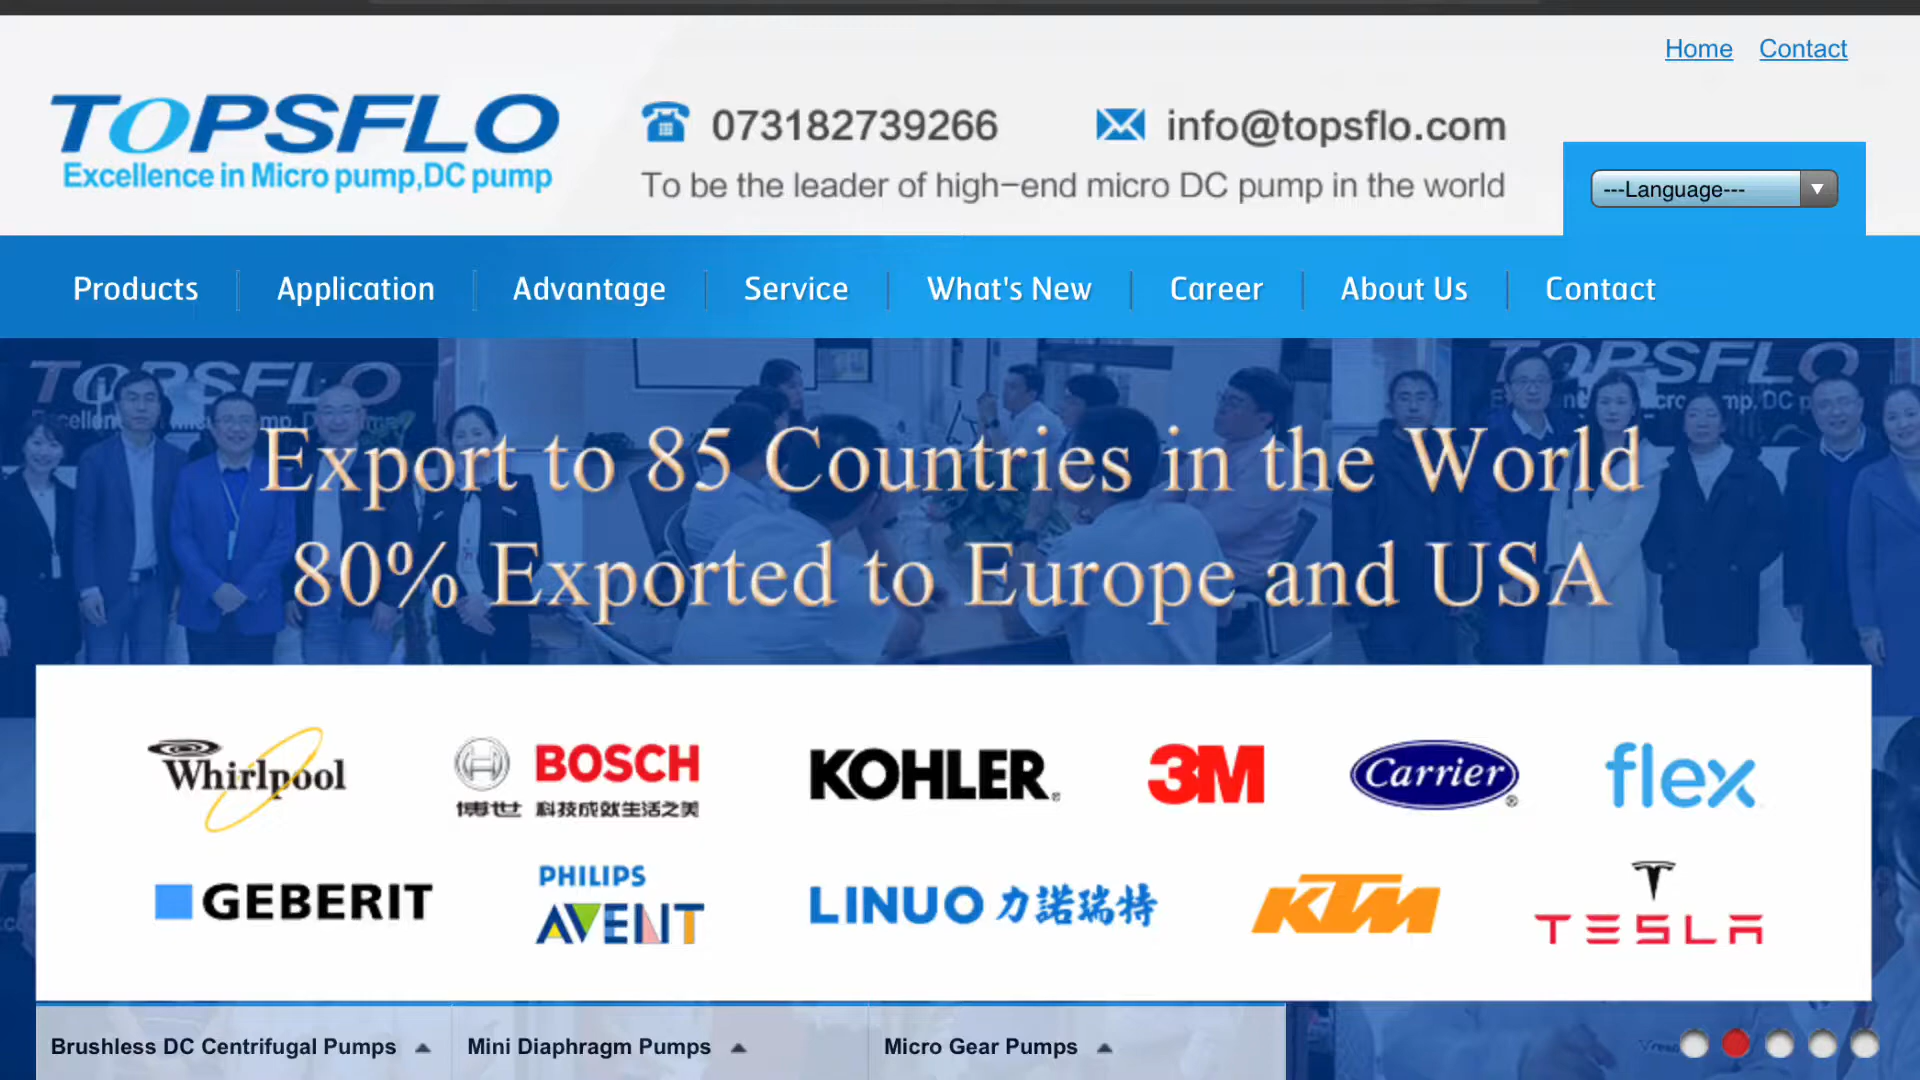 Home Contact
TOPSFLO
Excellence in Micro pump,DC pump
073182739266 info@topsflo.com
To be the leader of high-end micro DC pump in the world
---Language---
Products Application Advantage Service What's New Career About Us Contact
Export to 85 Countries in the World
80% Exported to Europe and USA
Whirlpool BOSCH KOHLER 3M Carrier flex
博世 科技成就生活之美
GEBERIT PHILIPS AVENT LINUO 力諾瑞特 KTM TESLA
Brushless DC Centrifugal Pumps Mini Diaphragm Pumps Micro Gear Pumps